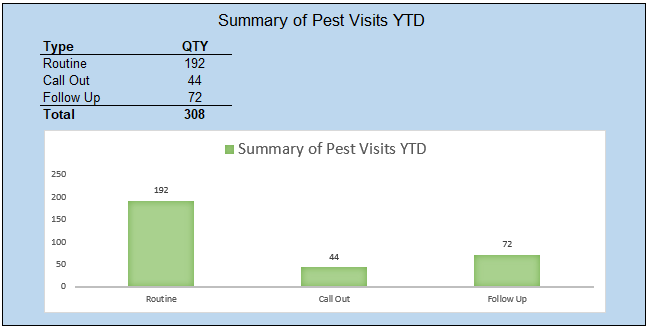 Summary of Pest Visits YTD
Type QTY
Routine 192
Call Out 44
Follow Up 72
Total 308
Summary of Pest Visits YTD
250
200
150
100
50
0
192
44
72
Routine Call Out Follow Up